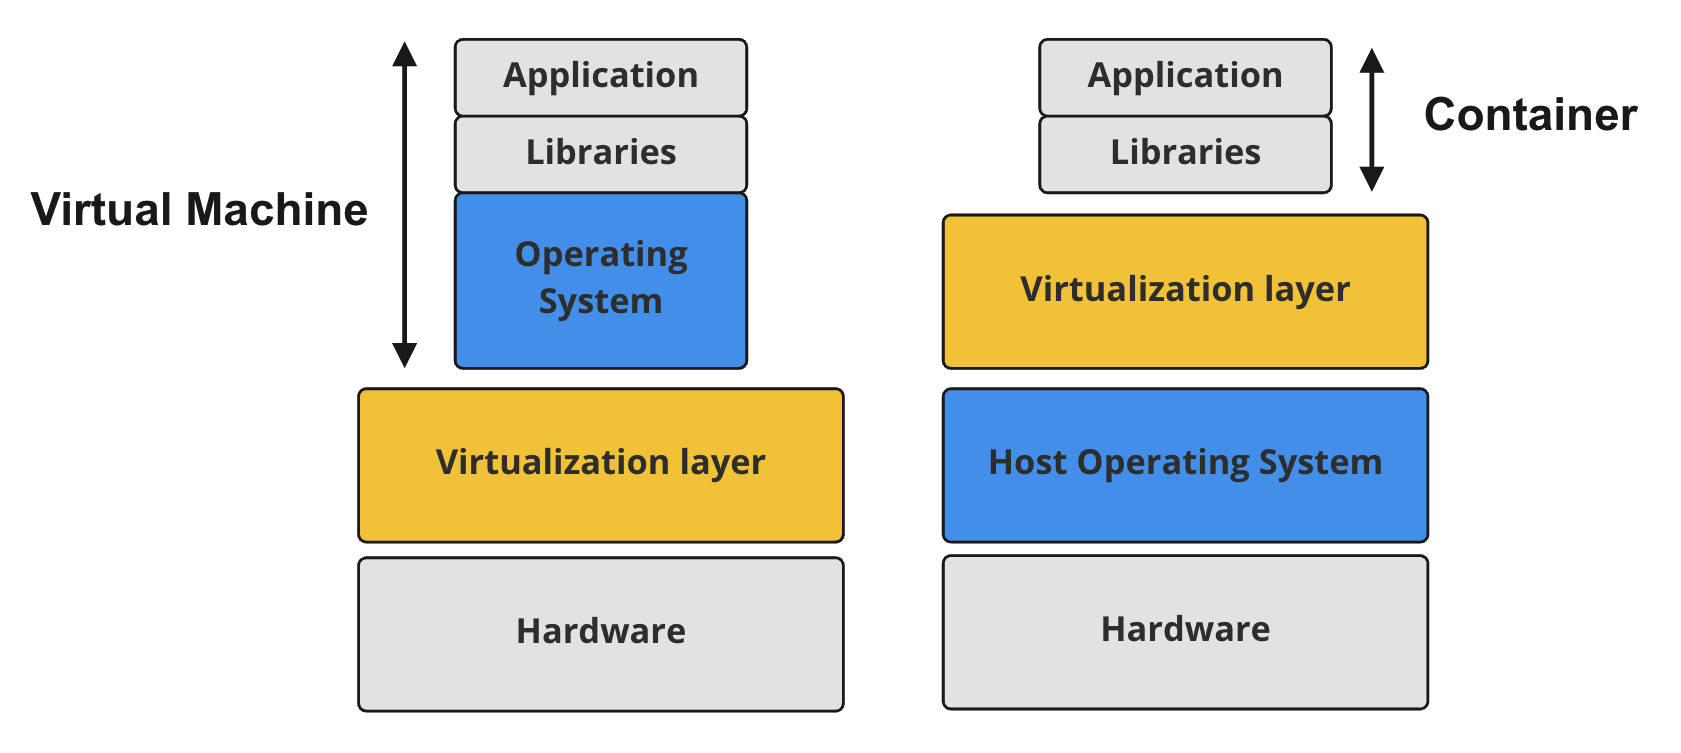 Virtual Machine
Application
Libraries
Operating
System
Virtualization layer
Hardware
Application
Libraries
Container
Virtualization layer
Host Operating System
Hardware